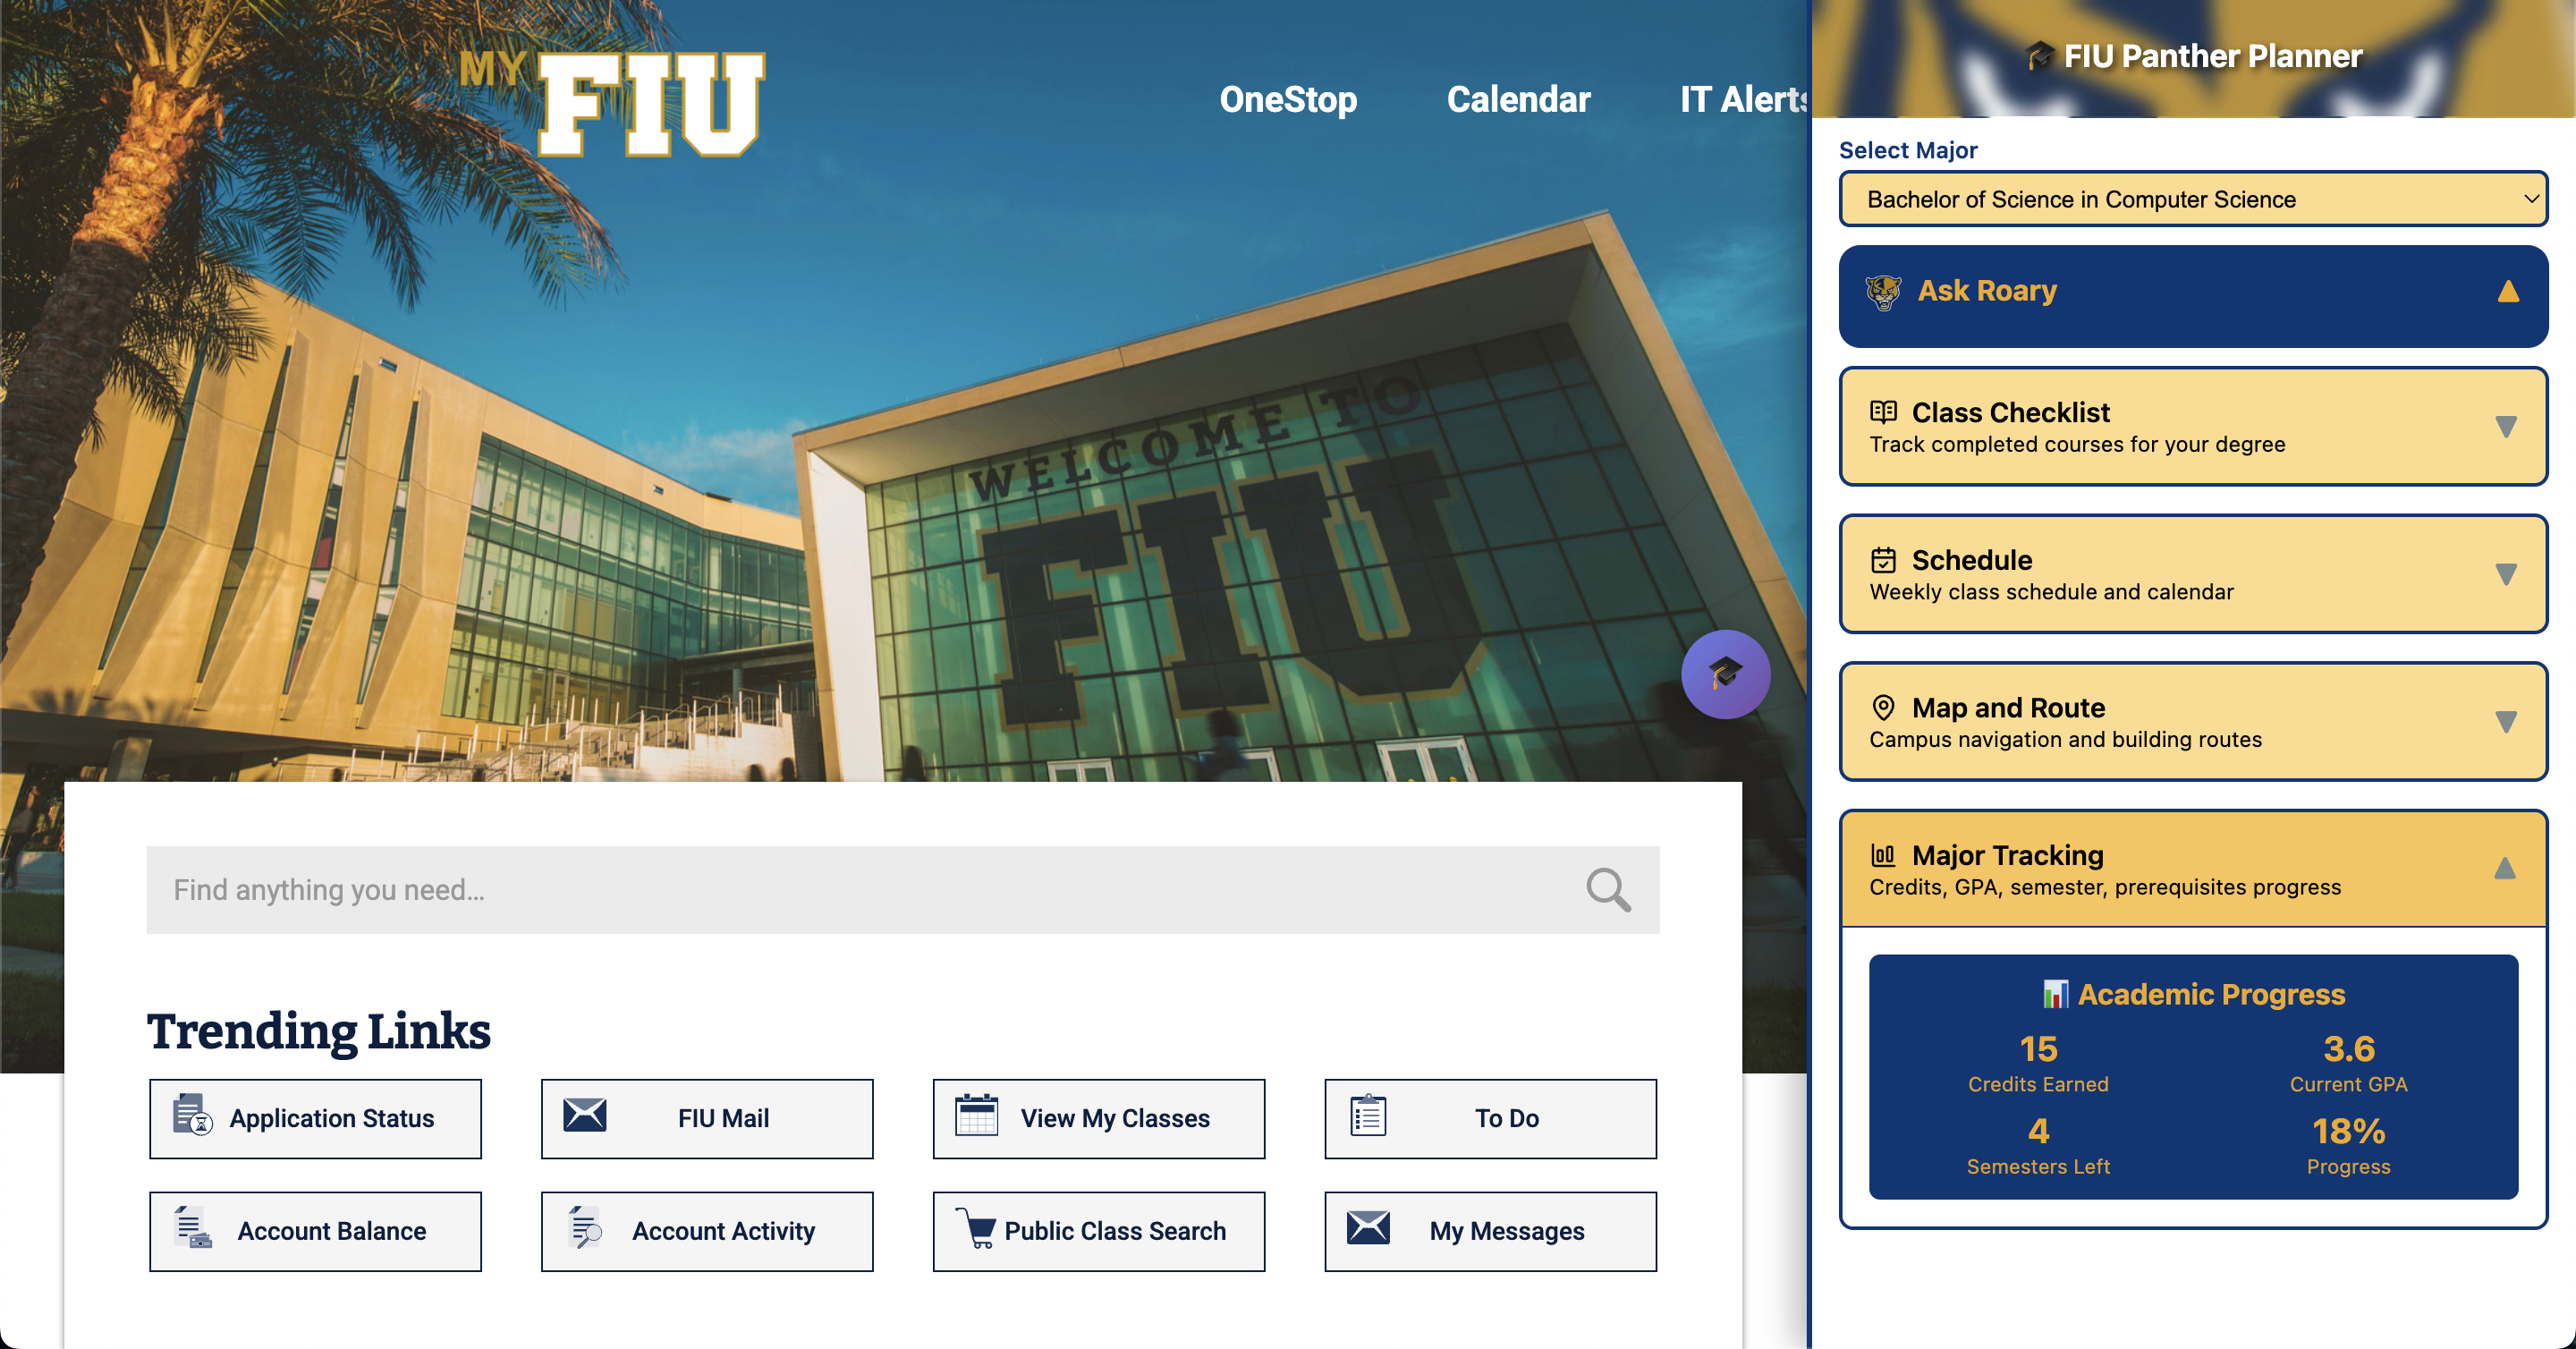 MY FIU
OneStop
Calendar
IT Alerts
WELCOME TO
FIU
Find anything you need...
Trending Links
Application Status
FIU Mail
View My Classes
To Do
Account Balance
Account Activity
Public Class Search
My Messages
🎓 FIU Panther Planner
Select Major
Bachelor of Science in Computer Science
Ask Roary
Class Checklist
Track completed courses for your degree
Schedule
Weekly class schedule and calendar
Map and Route
Campus navigation and building routes
Major Tracking
Credits, GPA, semester, prerequisites progress
📊 Academic Progress
15
Credits Earned
3.6
Current GPA
4
Semesters Left
18%
Progress